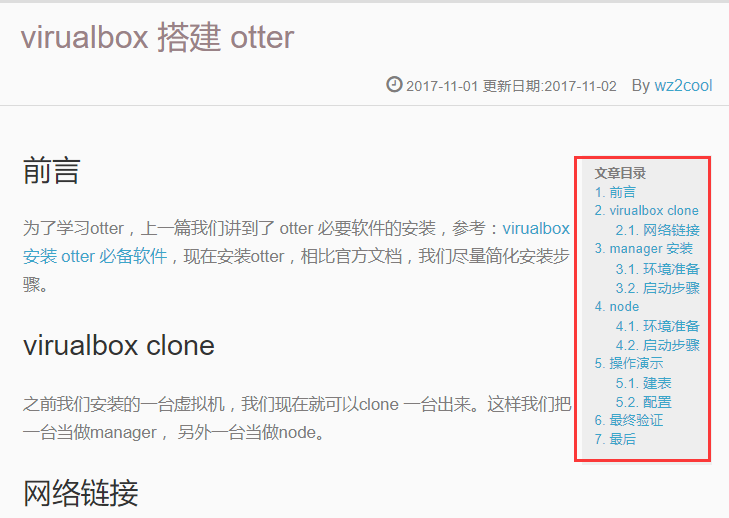 virualbox 搭建 otter
2017-11-01 更新日期:2017-11-02 By wz2cool
前言
为了学习otter，上一篇我们讲到了 otter 必要软件的安装，参考：virualbox
安装 otter 必备软件，现在安装otter，相比官方文档，我们尽量简化安装步
骤。
virualbox clone
之前我们安装的一台虚拟机，我们现在就可以clone 一台出来。这样我们把
一台当做manager， 另外一台当做node。
网络链接
文章目录
1. 前言
2. virualbox clone
2.1. 网络链接
3. manager 安装
3.1. 环境准备
3.2. 启动步骤
4. node
4.1. 环境准备
4.2. 启动步骤
5. 操作演示
5.1. 建表
5.2. 配置
6. 最终验证
7. 最后